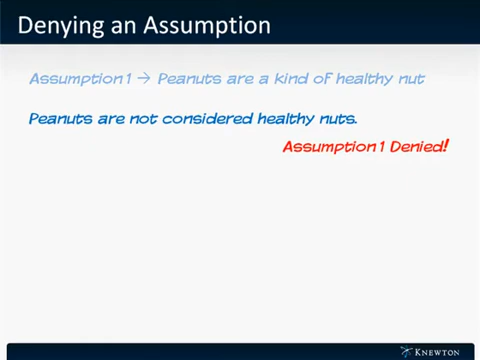 Denying an Assumption
Assumption 1 → Peanuts are a kind of healthy nut
Peanuts are not considered healthy nuts.
Assumption 1 Denied!
KNEWTON